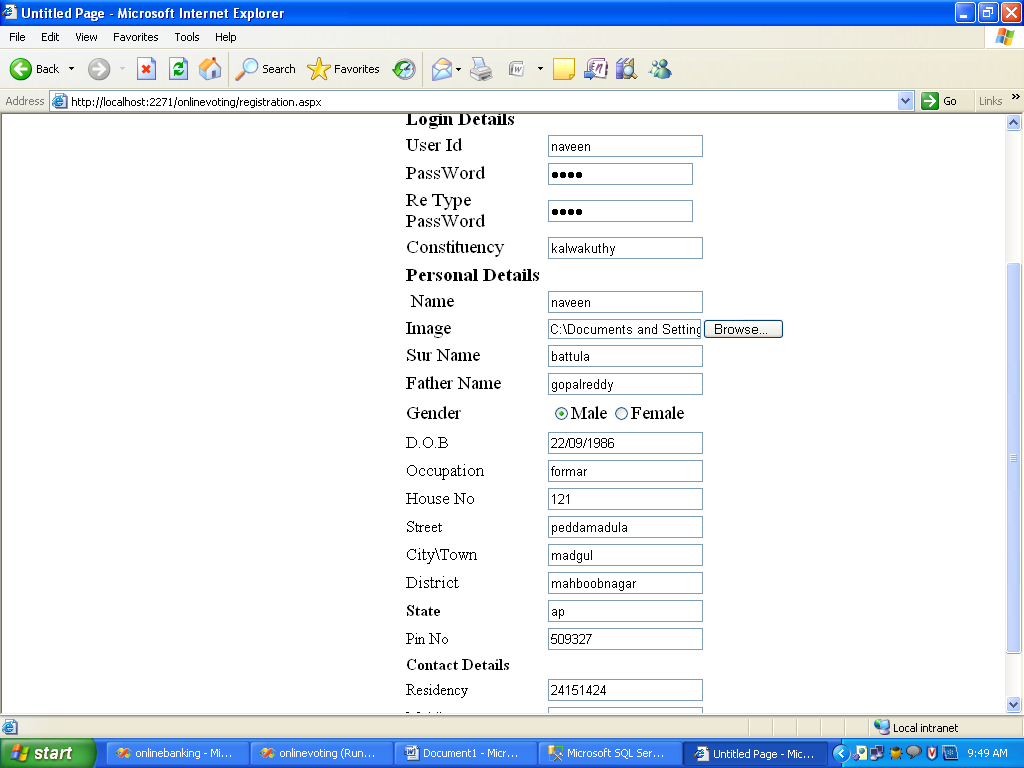 Untitled Page - Microsoft Internet Explorer
File Edit View Favorites Tools Help
Back Search Favorites
Address http://localhost:2271/onlinevoting/registration.aspx Go Links »
Login Details
User Id naveen
PassWord ●●●●
Re Type
PassWord ●●●●
Constituency kalwakuthy
Personal Details
Name naveen
Image C:\Documents and Setting Browse...
Sur Name battula
Father Name gopalreddy
Gender Male Female
D.O.B 22/09/1986
Occupation formar
House No 121
Street peddamadula
City\Town madgul
District mahboobnagar
State ap
Pin No 509327
Contact Details
Residency 24151424
Local intranet
start onlinebanking - Mi... onlinevoting (Run... Document1 - Micr... Microsoft SQL Ser... Untitled Page - Mic... 9:49 AM